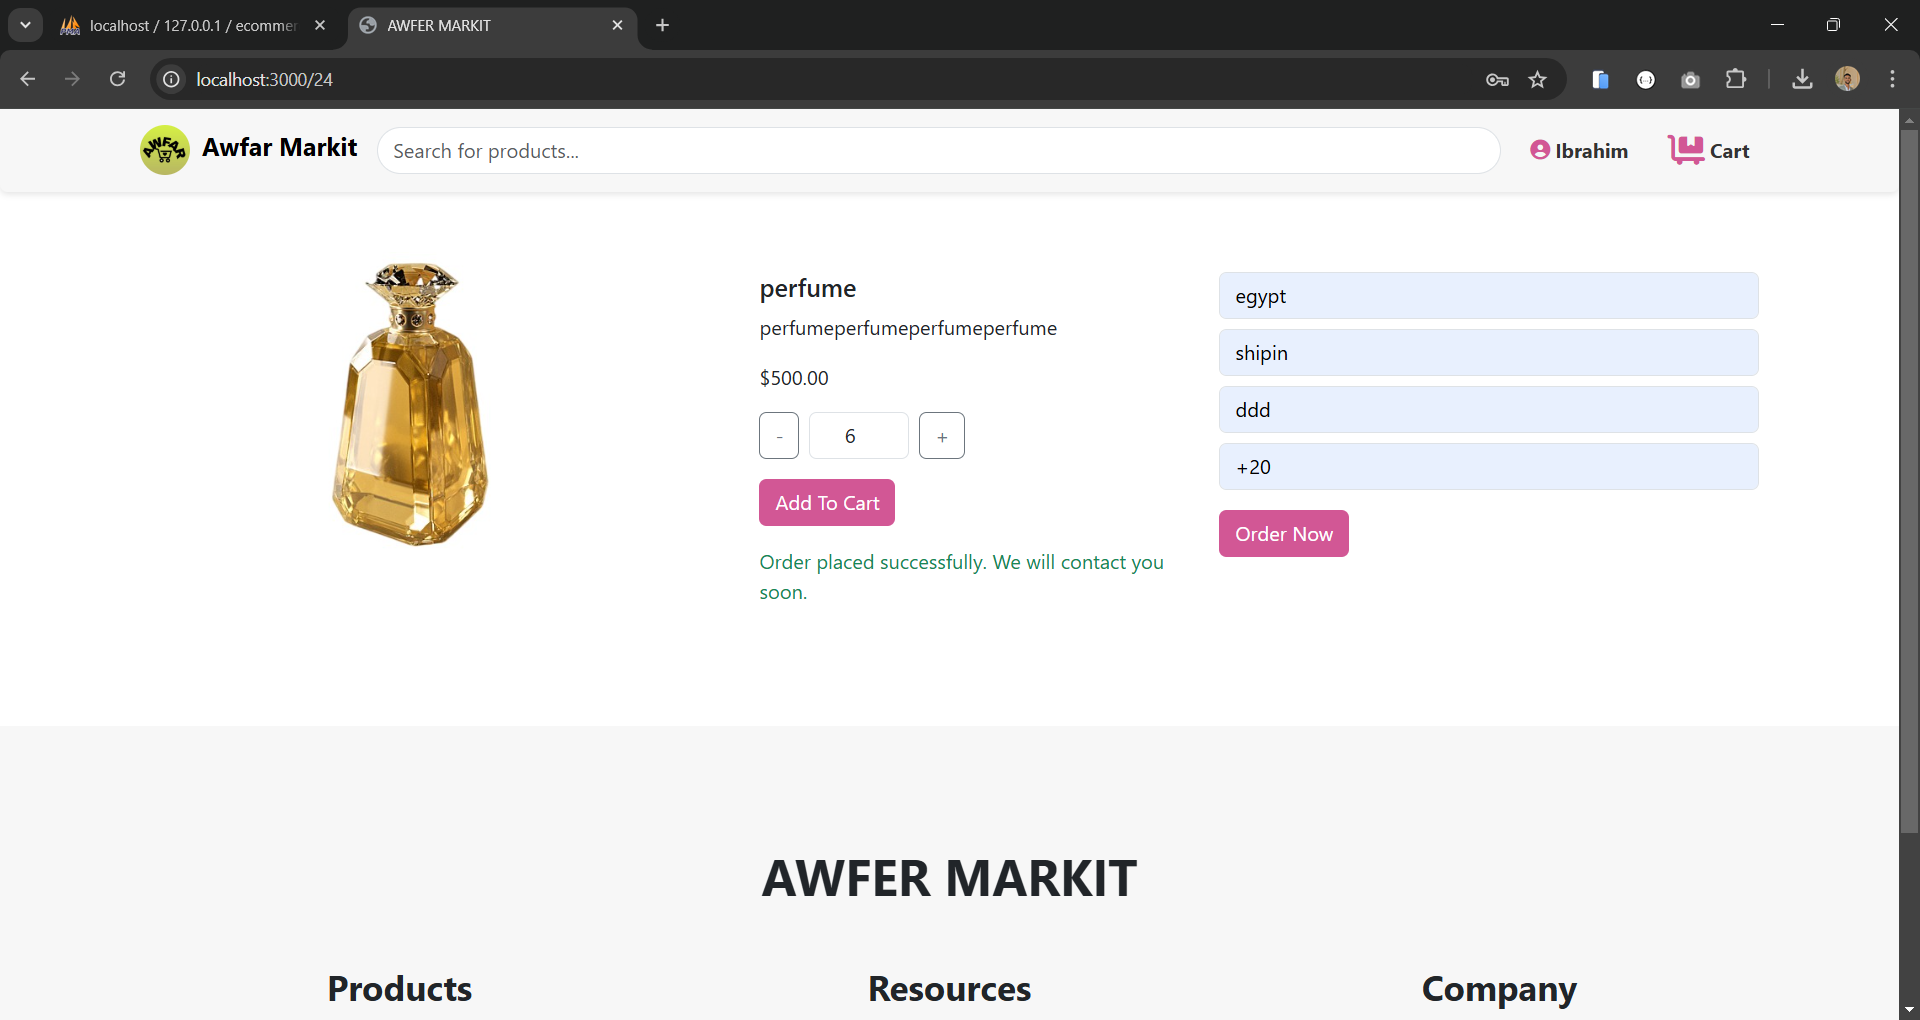 localhost / 127.0.0.1 / ecommer
AWFER MARKIT
localhost:3000/24
AWFAR
Awfar Markit
Search for products...
Ibrahim
Cart
perfume
perfumeperfumeperfumeperfume
$500.00
- 6 +
Add To Cart
Order placed successfully. We will contact you
soon.
egypt
shipin
ddd
+20
Order Now
AWFER MARKIT
Products
Resources
Company